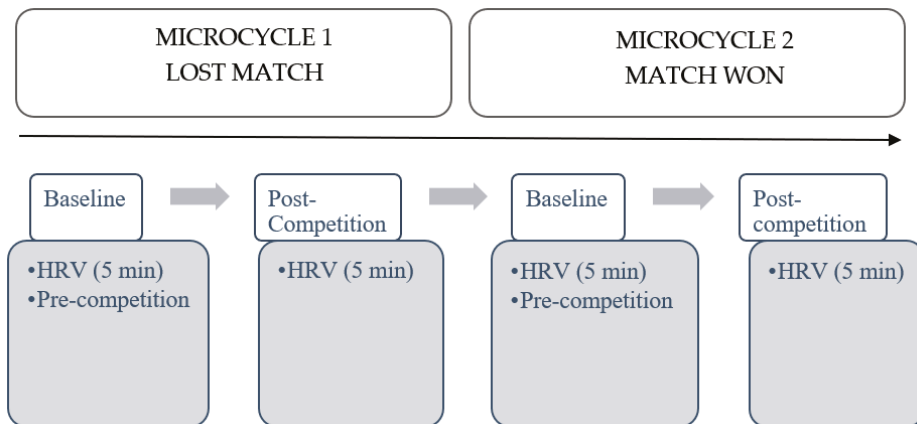 MICROCYCLE 1
LOST MATCH
MICROCYCLE 2
MATCH WON
Baseline
•HRV (5 min)
•Pre-competition
Post-
Competition
•HRV (5 min)
Baseline
•HRV (5 min)
•Pre-competition
Post-
competition
•HRV (5 min)